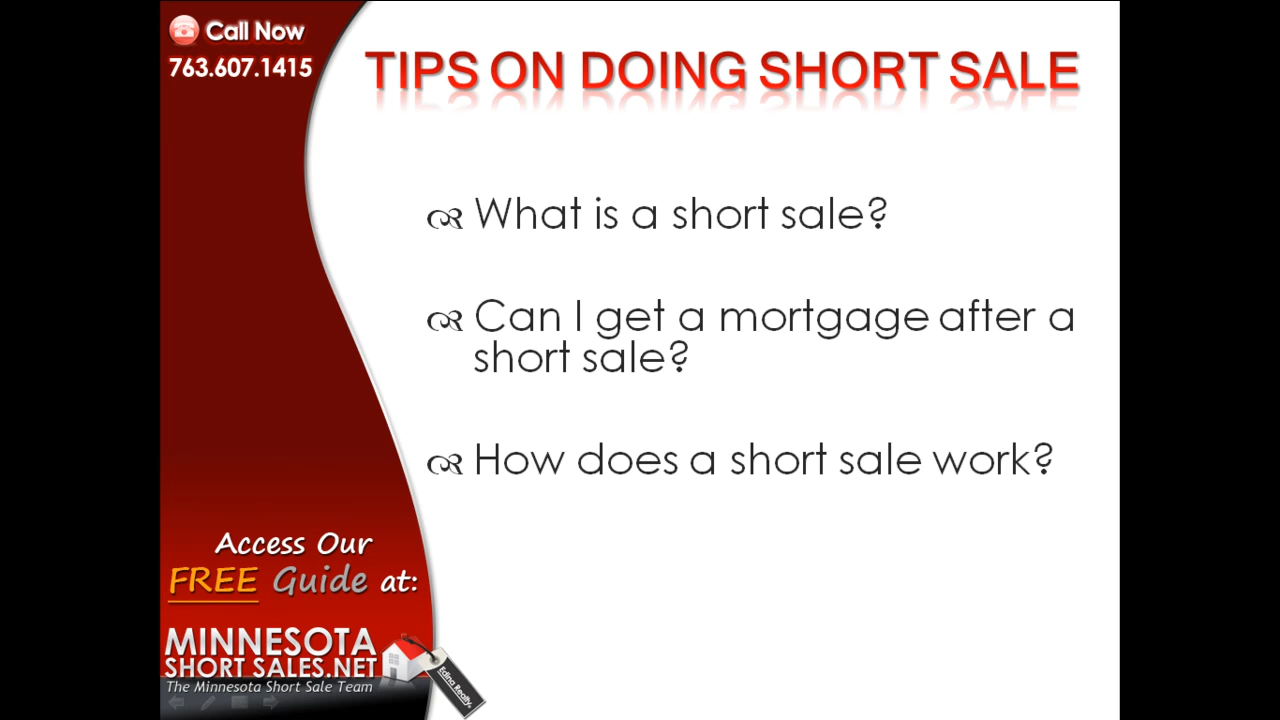 Call Now
763.607.1415
TIPS ON DOING SHORT SALE
What is a short sale?
Can I get a mortgage after a
short sale?
How does a short sale work?
Access Our
FREE Guide at:
MINNESOTA
SHORT SALES.NET
The Minnesota Short Sale Team
Edina Realty.